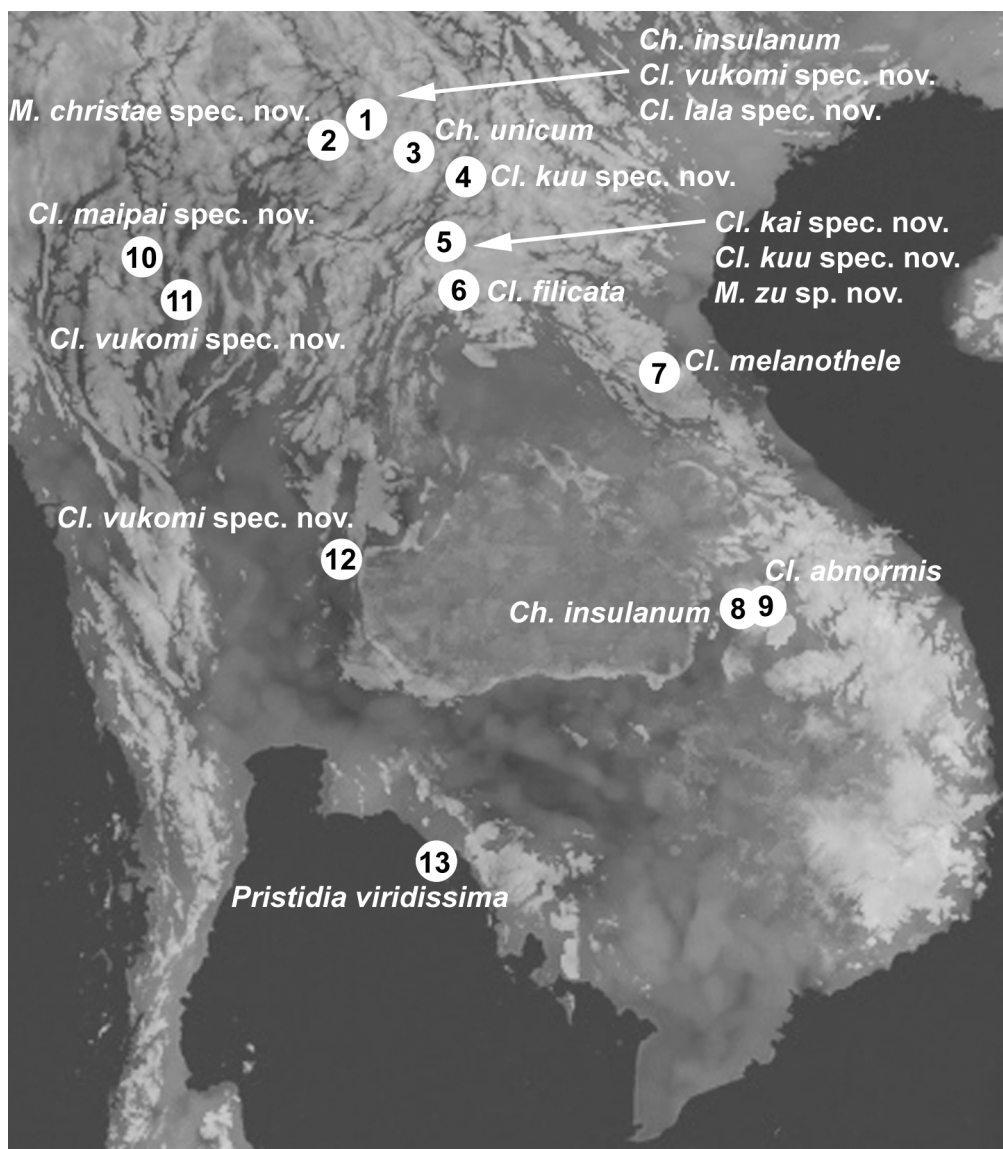 Ch. insulanum
Cl. vukomi spec. nov.
Cl. lala spec. nov.
M. christae spec. nov.
1
2
3
Ch. unicum
4
Cl. kuu spec. nov.
Cl. maipai spec. nov.
10
5
Cl. kai spec. nov.
Cl. kuu spec. nov.
M. zu sp. nov.
11
Cl. vukomi spec. nov.
6
Cl. filicata
7
Cl. melanothele
Cl. vukomi spec. nov.
12
Cl. abnormis
Ch. insulanum
8
9
13
Pristidia viridissima